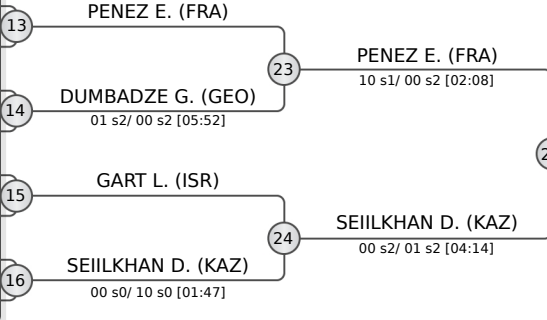 PENEZ E. (FRA)
13
23
PENEZ E. (FRA)
10 s1/ 00 s2 [02:08]
DUMBADZE G. (GEO)
14
01 s2/ 00 s2 [05:52]
GART L. (ISR)
15
24
SEIILKHAN D. (KAZ)
00 s2/ 01 s2 [04:14]
SEIILKHAN D. (KAZ)
16
00 s0/ 10 s0 [01:47]